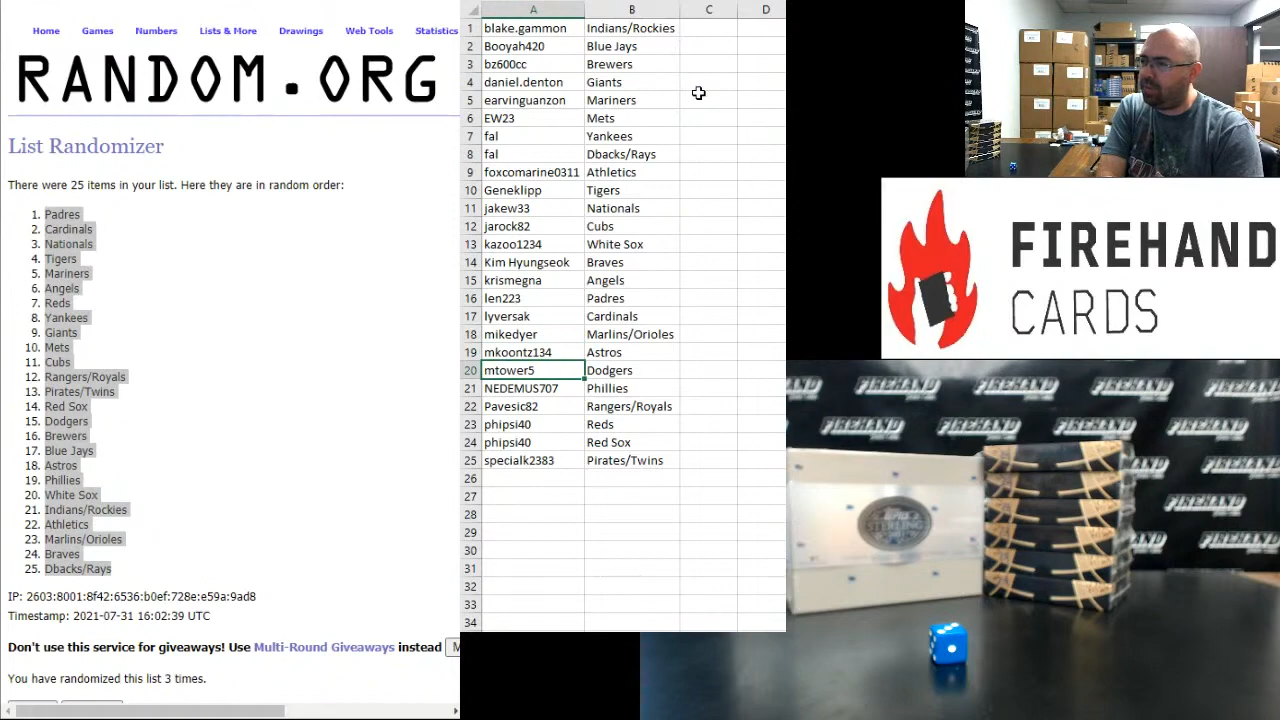 Home Games Numbers Lists & More Drawings Web Tools Statistics
RANDOM.ORG
List Randomizer
There were 25 items in your list. Here they are in random order:
1. Padres
2. Cardinals
3. Nationals
4. Tigers
5. Mariners
6. Angels
7. Reds
8. Yankees
9. Giants
10. Mets
11. Cubs
12. Rangers/Royals
13. Pirates/Twins
14. Red Sox
15. Dodgers
16. Brewers
17. Blue Jays
18. Astros
19. Phillies
20. White Sox
21. Indians/Rockies
22. Athletics
23. Marlins/Orioles
24. Braves
25. Dbacks/Rays
IP: 2603:8001:8f42:6536:b0ef:728e:e59a:9ad8
Timestamp: 2021-07-31 16:02:39 UTC
Don't use this service for giveaways! Use Multi-Round Giveaways instead M
You have randomized this list 3 times.
A B C D
1 blake.gammon Indians/Rockies
2 Booyah420 Blue Jays
3 bz600cc Brewers
4 daniel.denton Giants
5 earvinguanzon Mariners
6 EW23 Mets
7 fal Yankees
8 fal Dbacks/Rays
9 foxcomarine0311 Athletics
10 Geneklipp Tigers
11 jakew33 Nationals
12 jarock82 Cubs
13 kazoo1234 White Sox
14 Kim Hyungseok Braves
15 krismegna Angels
16 len223 Padres
17 lyversak Cardinals
18 mikedyer Marlins/Orioles
19 mkoontz134 Astros
20 mtower5 Dodgers
21 NEDEMUS707 Phillies
22 Pavesic82 Rangers/Royals
23 phipsi40 Reds
24 phipsi40 Red Sox
25 specialk2383 Pirates/Twins
26
27
28
29
30
31
32
33
34
FIREHAND
CARDS
FIREHAND
FIREHAND
FIREHAND
FIREHAND
FIREHAND
FIREHAND
FIREHAND
STERLING